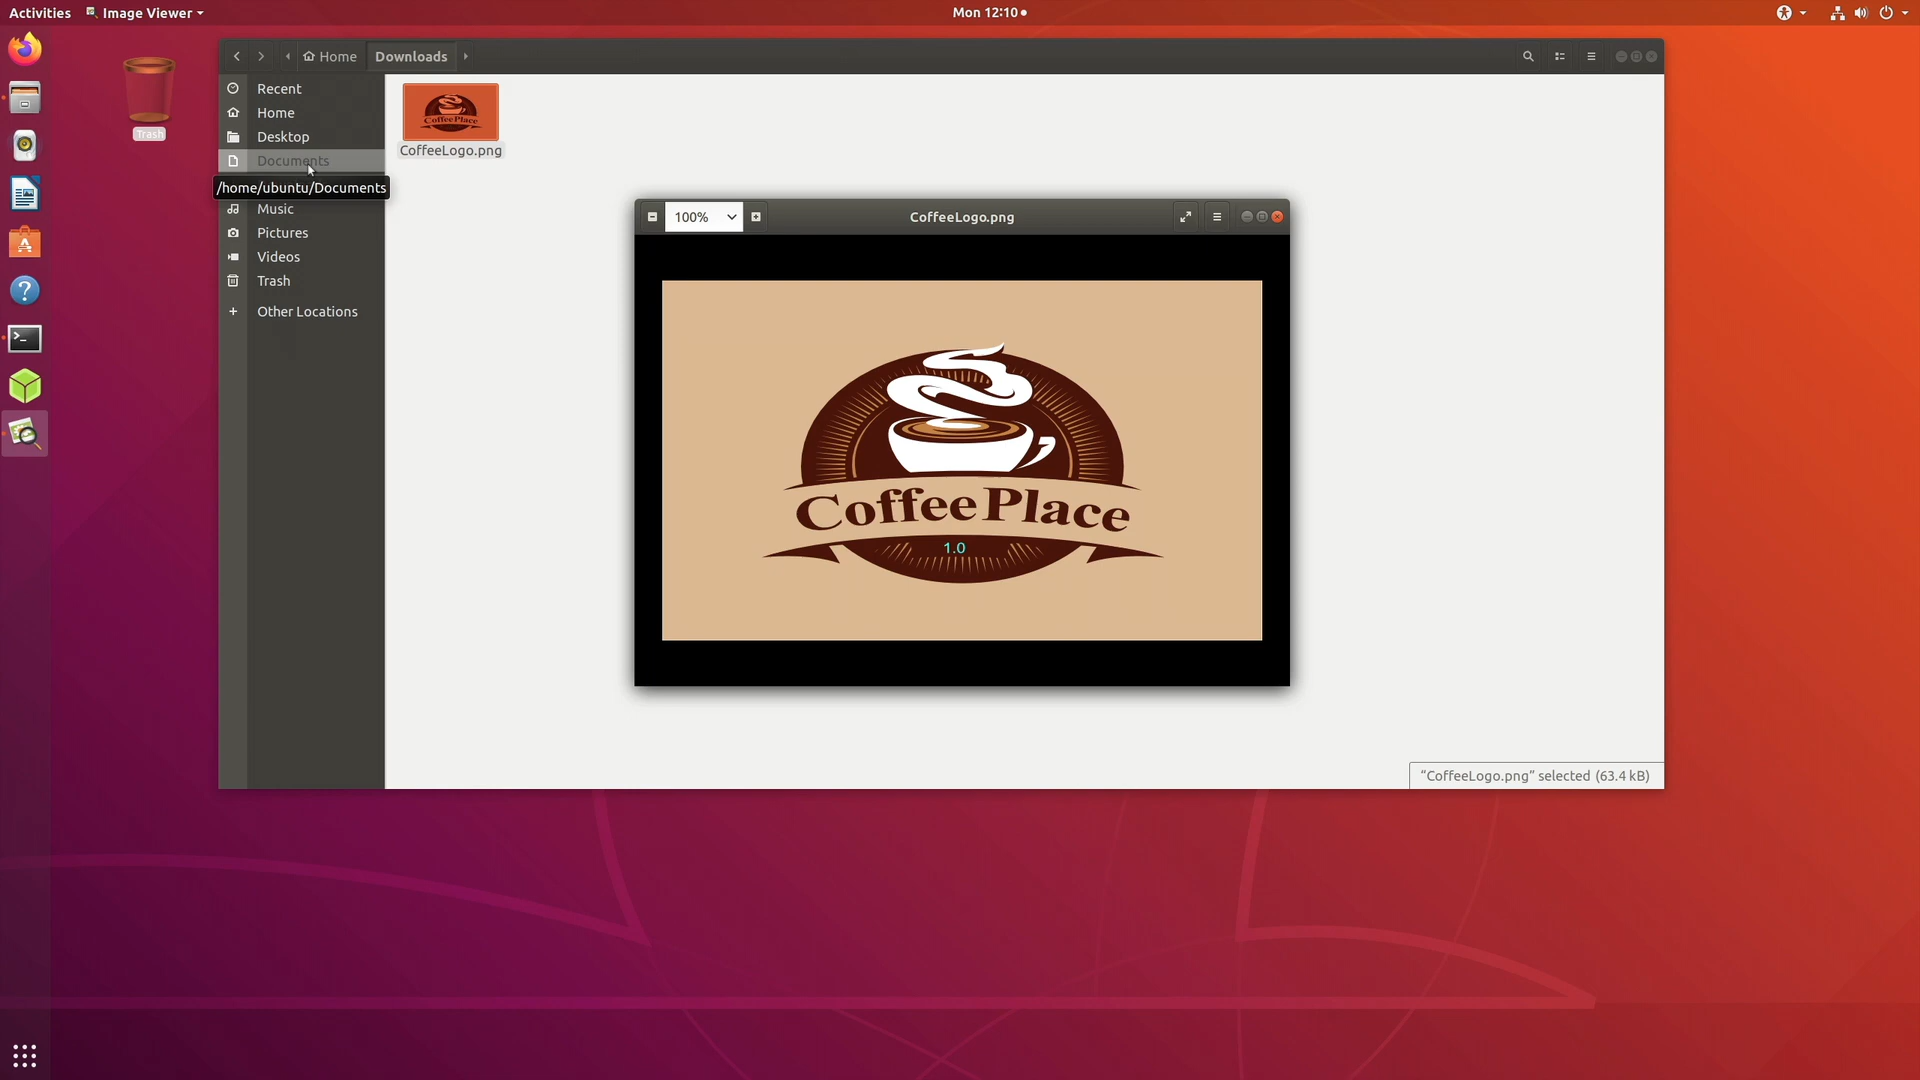 Activities
Image Viewer
Mon 12:10
Trash
Home
Downloads
Recent
Home
Desktop
Documents
/home/ubuntu/Documents
Music
Pictures
Videos
Trash
Other Locations
CoffeePlace
CoffeeLogo.png
100%
CoffeeLogo.png
CoffeePlace
1.0
“CoffeeLogo.png” selected (63.4 kB)